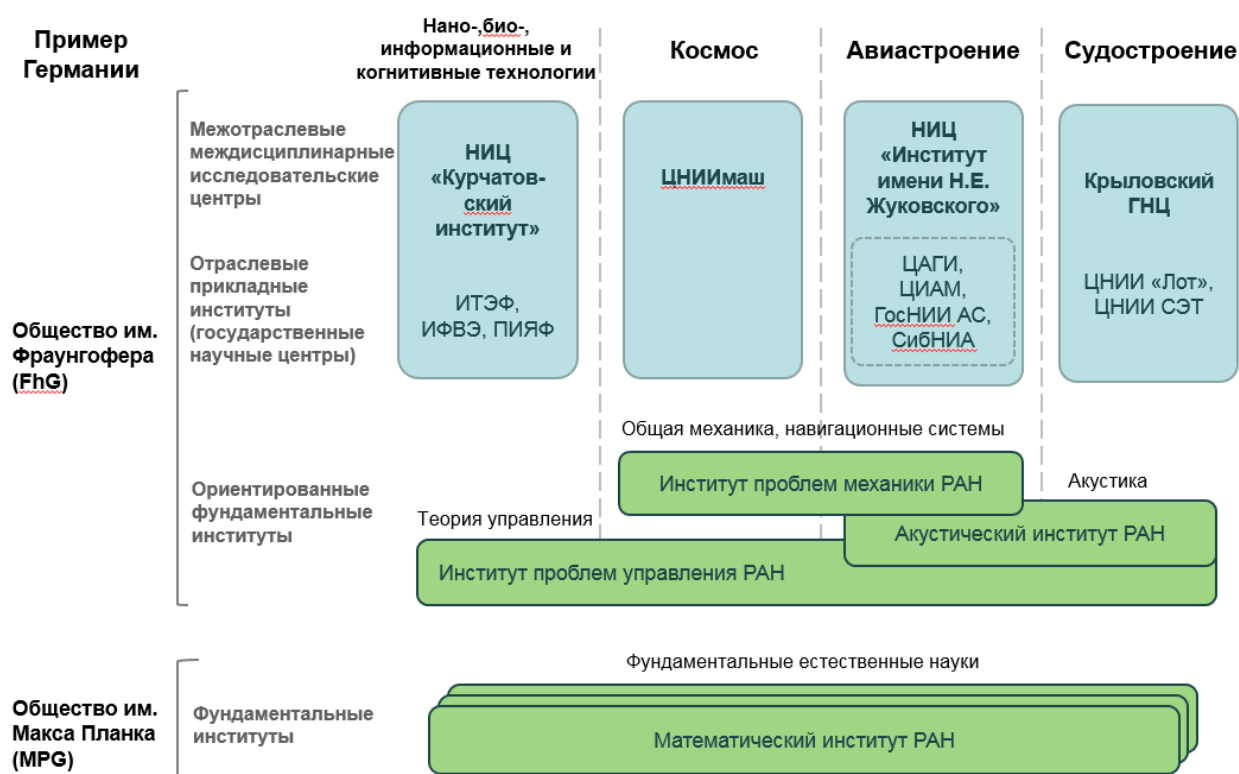 Пример
Германии
Нано-,био-,
информационные и
когнитивные технологии
Космос
Авиастроение
Судостроение
Межотраслевые
междисциплинарные
исследовательские
центры
НИЦ
«Курчатов-
ский
институт»
ЦНИИмаш
НИЦ
«Институт
имени Н.Е.
Жуковского»
Крыловский
ГНЦ
Отраслевые
прикладные
институты
(государственные
научные центры)
ИТЭФ,
ИФВЭ, ПИЯФ
ЦАГИ,
ЦИАМ,
ГосНИИ АС,
СибНИА
ЦНИИ «Лот»,
ЦНИИ СЭТ
Общество им.
Фраунгофера
(FhG)
Общая механика, навигационные системы
Институт проблем механики РАН
Ориентированные
фундаментальные
институты
Акустика
Акустический институт РАН
Теория управления
Институт проблем управления РАН
Фундаментальные естественные науки
Общество им.
Макса Планка
(MPG)
Фундаментальные
институты
Математический институт РАН